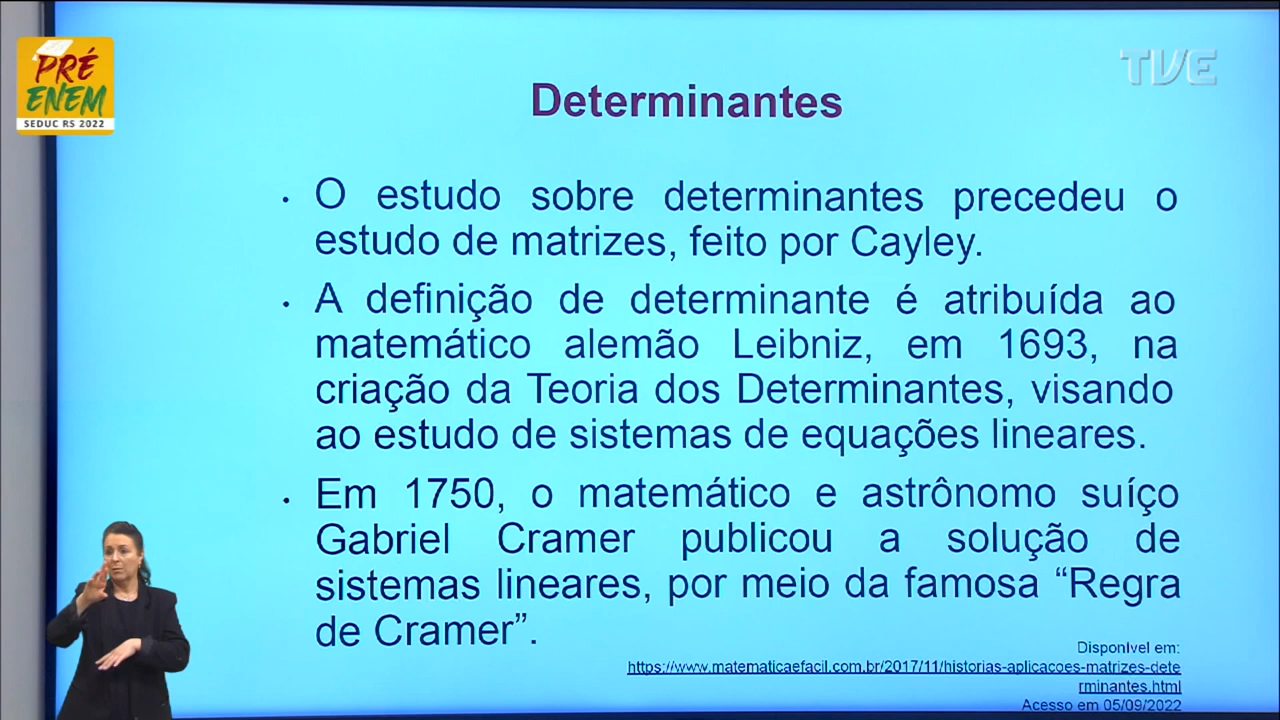 PRÉ
ENEM
SEDUC RS 2022
TVE
Determinantes
• O estudo sobre determinantes precedeu o
estudo de matrizes, feito por Cayley.
• A definição de determinante é atribuída ao
matemático alemão Leibniz, em 1693, na
criação da Teoria dos Determinantes, visando
ao estudo de sistemas de equações lineares.
• Em 1750, o matemático e astrônomo suíço
Gabriel Cramer publicou a solução de
sistemas lineares, por meio da famosa “Regra
de Cramer”.
Disponível em:
https://www.matematicaefacil.com.br/2017/11/historias-aplicacoes-matrizes-dete
rminantes.html
Acesso em 05/09/2022